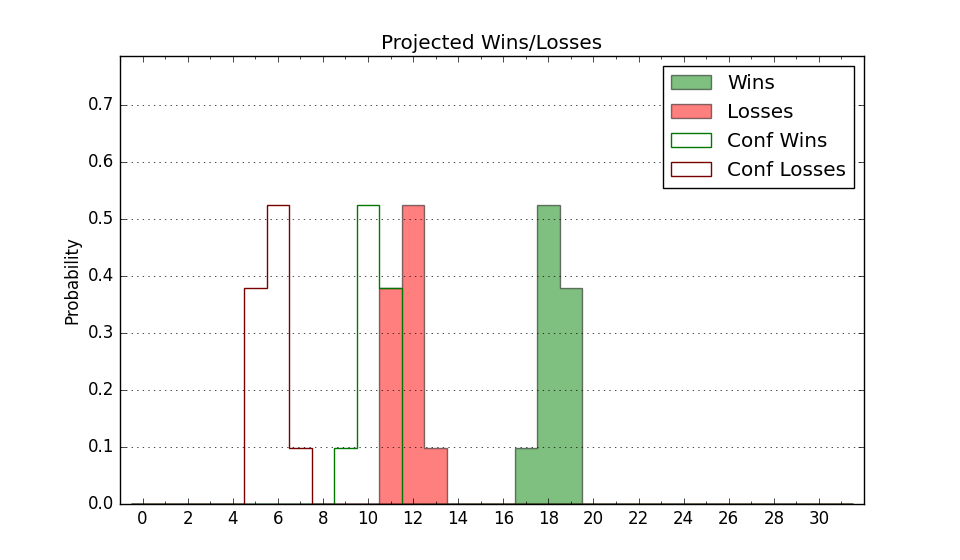 Projected Wins/Losses
Wins
Losses
Conf Wins
Conf Losses
Probability
0.7
0.6
0.5
0.4
0.3
0.2
0.1
0.0
0 2 4 6 8 10 12 14 16 18 20 22 24 26 28 30